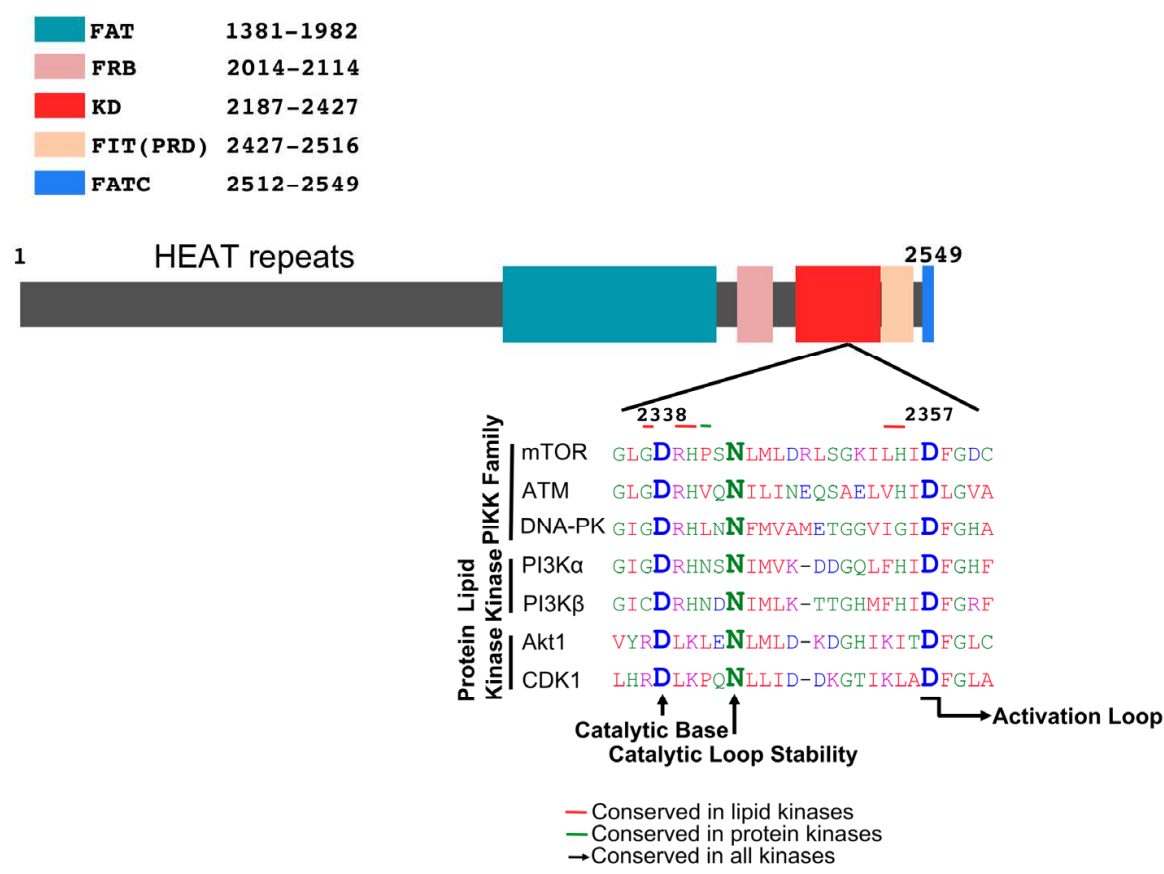 FAT 1381-1982
FRB 2014-2114
KD 2187-2427
FIT(PRD) 2427-2516
FATC 2512-2549
1
HEAT repeats
2549
2338
2357
PIKK Family
mTOR GLGDRHPSNLMLDRLSGKILHIDFGDC
ATM GLGDRHVQNILINEQSAELVHIDLGVA
DNA-PK GIGDRHLNNFMVAMETGGVIGIDFGHA
Lipid Kinase
PI3Kα GIGDRHNSNIMVK-DDGQLFHIDFGHF
PI3Kβ GICDRHNDNIMLK-TTGHMFHIDFGRF
Protein Kinase
Akt1 VYRDLKLENLMLD-KDGHIKITDFGLC
CDK1 LHRDLKPQNLLID-DKGTIKLADFGLA
Catalytic Base
Catalytic Loop Stability
Activation Loop
Conserved in lipid kinases
Conserved in protein kinases
Conserved in all kinases